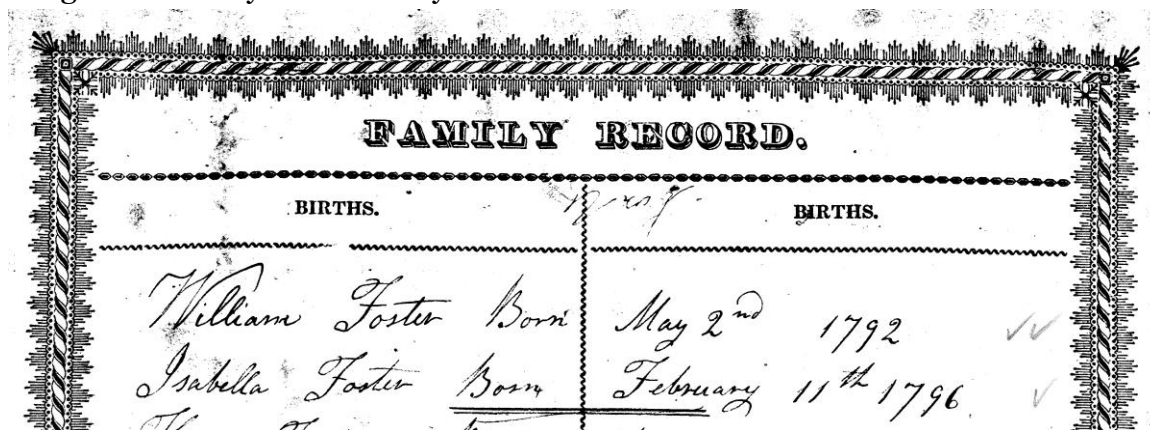 FAMILY RECORD.
BIRTHS. BIRTHS.
William Foster Born May 2nd 1792
Isabella Foster Born February 11th 1796